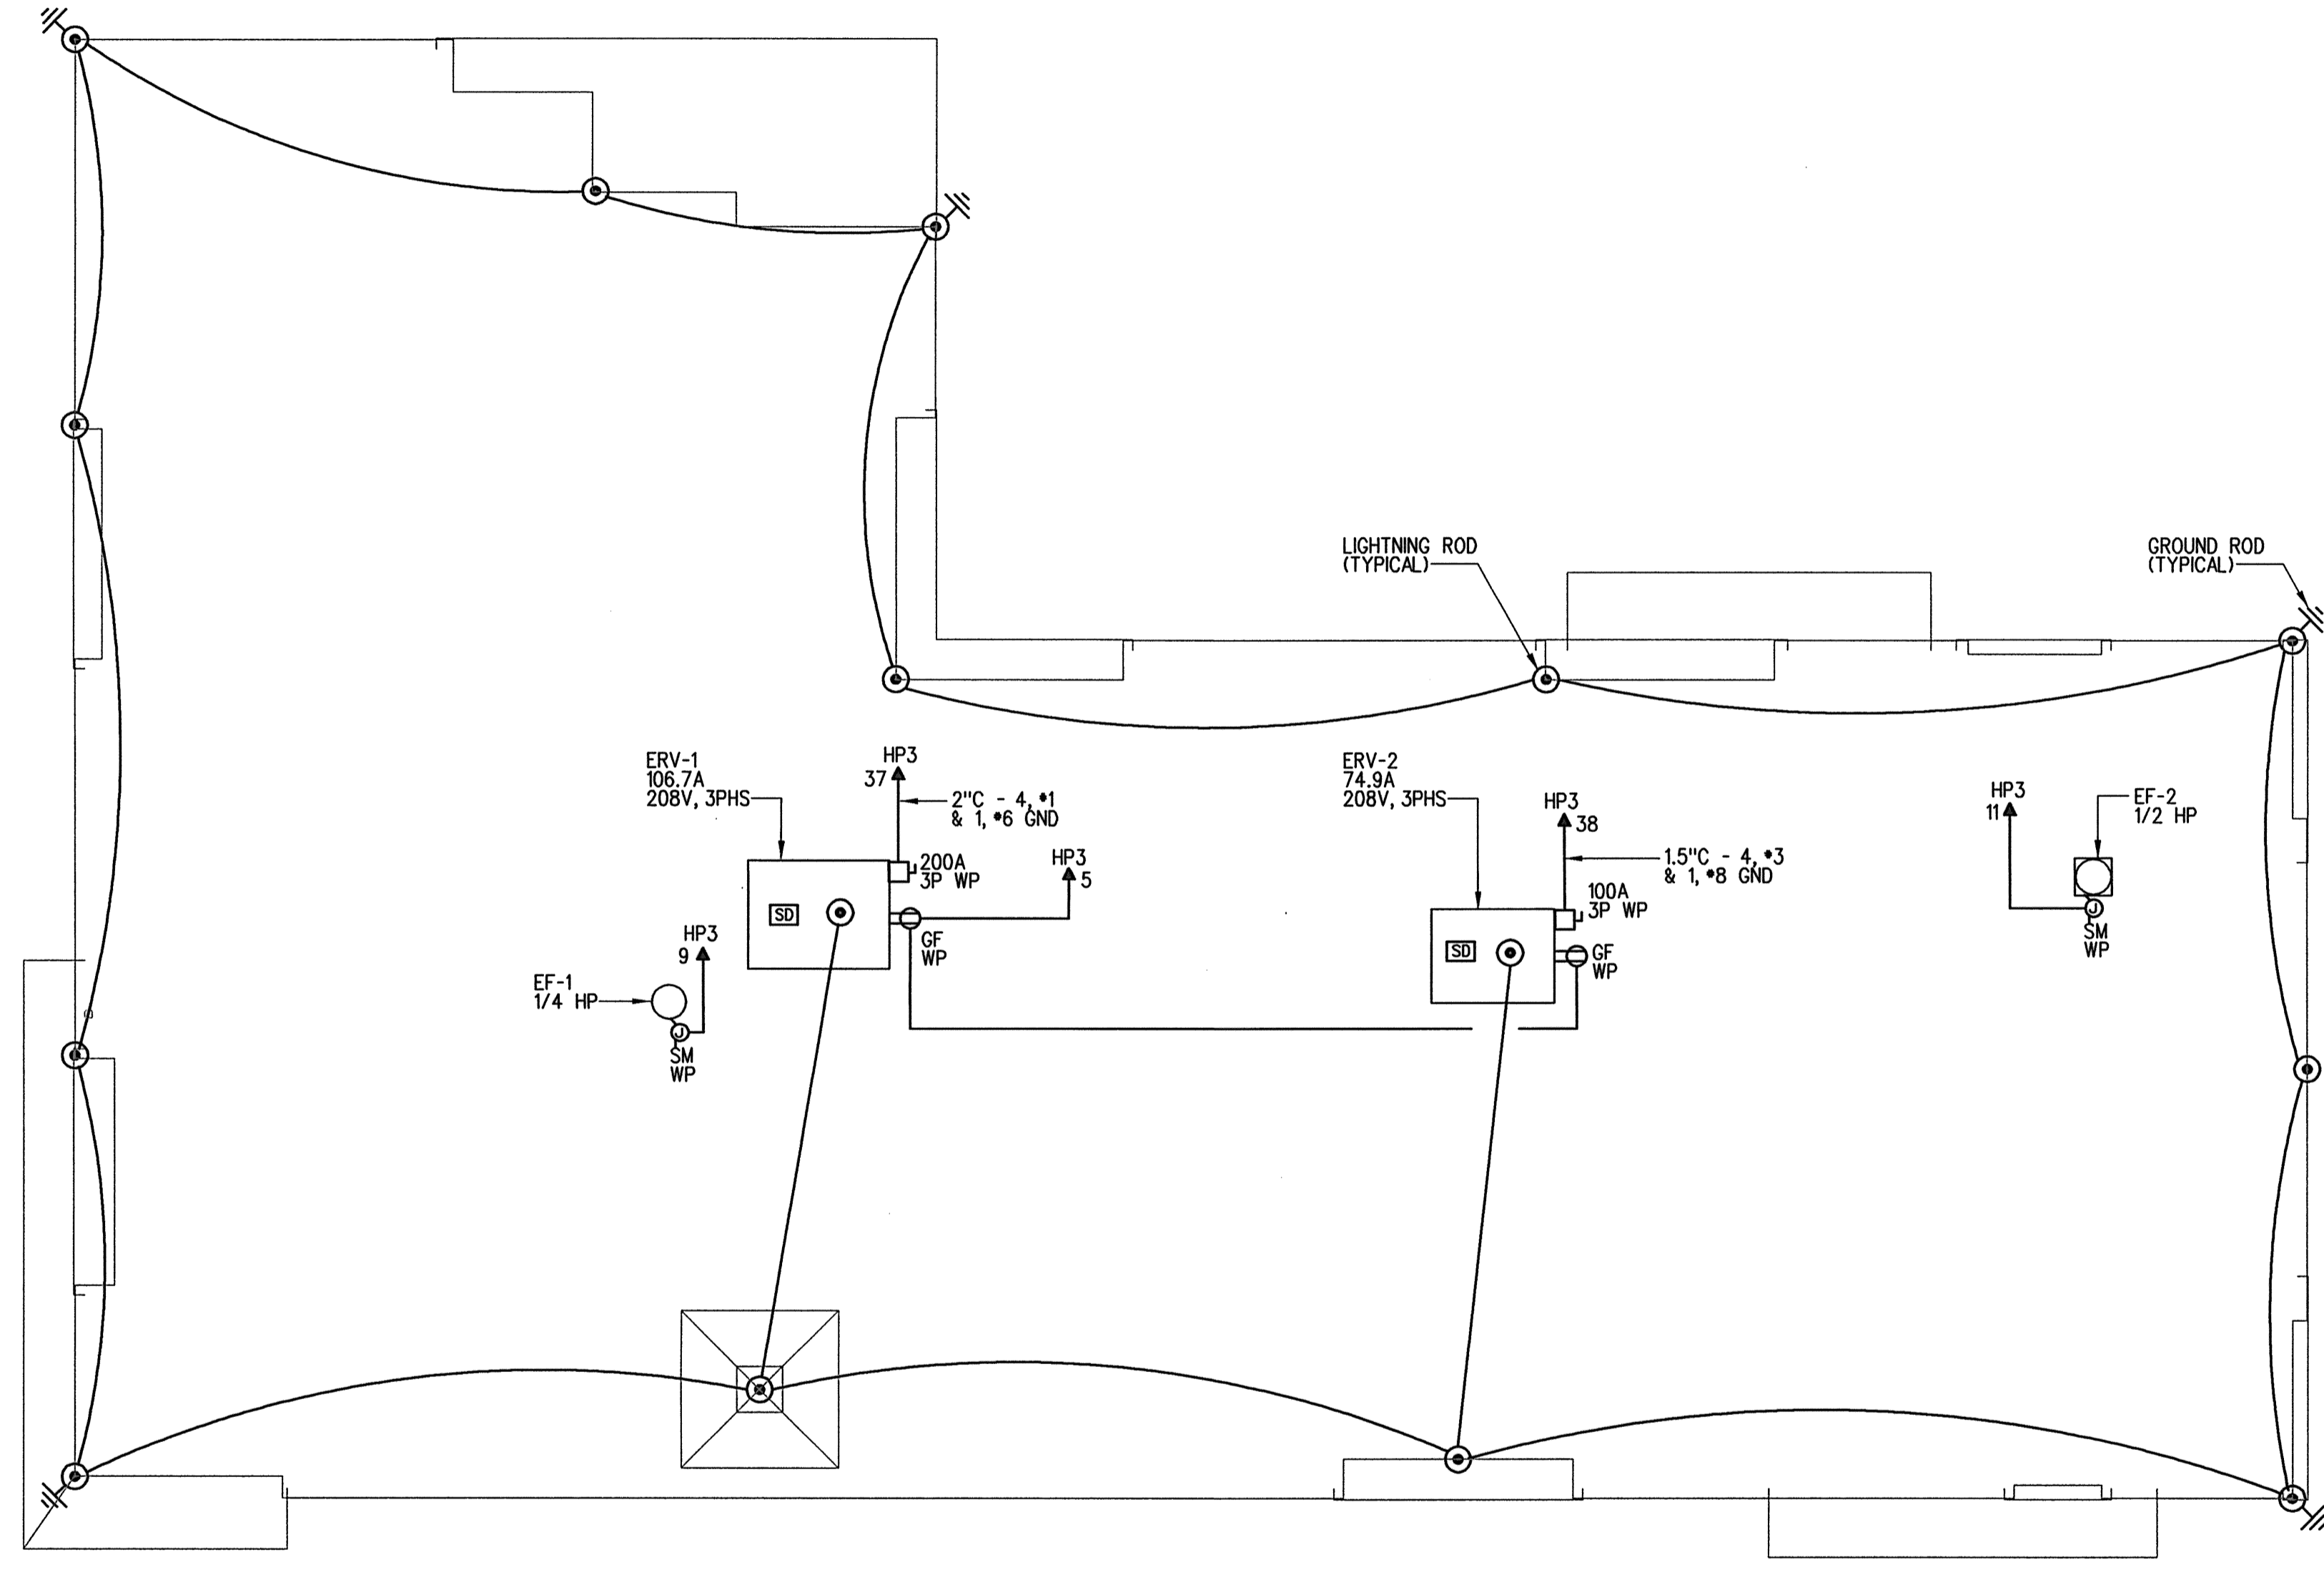 LIGHTNING ROD
(TYPICAL)
GROUND ROD
(TYPICAL)
ERV-1
106.7A
208V, 3PHS
HP3
37
2"C - 4, #1
& 1, #6 GND
200A
3P WP
HP3
5
SD
GF
WP
HP3
9
EF-1
1/4 HP
J
SM
WP
ERV-2
74.9A
208V, 3PHS
HP3
38
1.5"C - 4, #3
& 1, #8 GND
100A
3P WP
SD
GF
WP
HP3
11
EF-2
1/2 HP
J
SM
WP